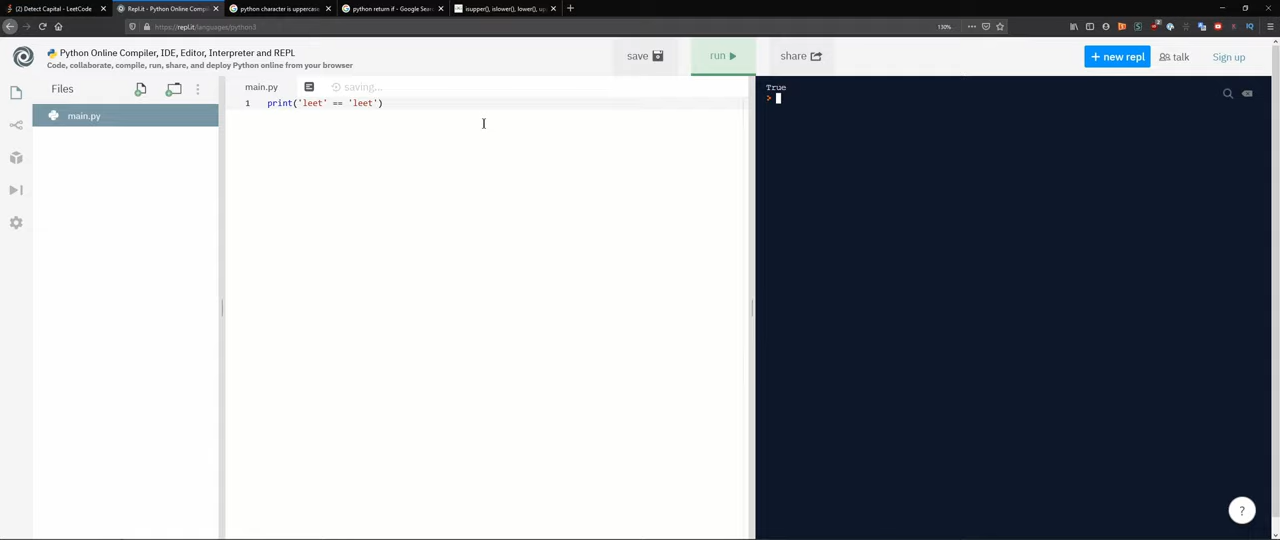 (2) Detect Capital - LeetCode
Repl.it - Python Online Compil
python character is uppercase
python return if - Google Sear
isupper(), islower(), lower(), up
https://repl.it/languages/python3
130%
Python Online Compiler, IDE, Editor, Interpreter and REPL
Code, collaborate, compile, run, share, and deploy Python online from your browser
save
run
share
+ new repl
talk
Sign up
Files
main.py
saving...
main.py
1 print('leet' == 'leet')
True
>
?